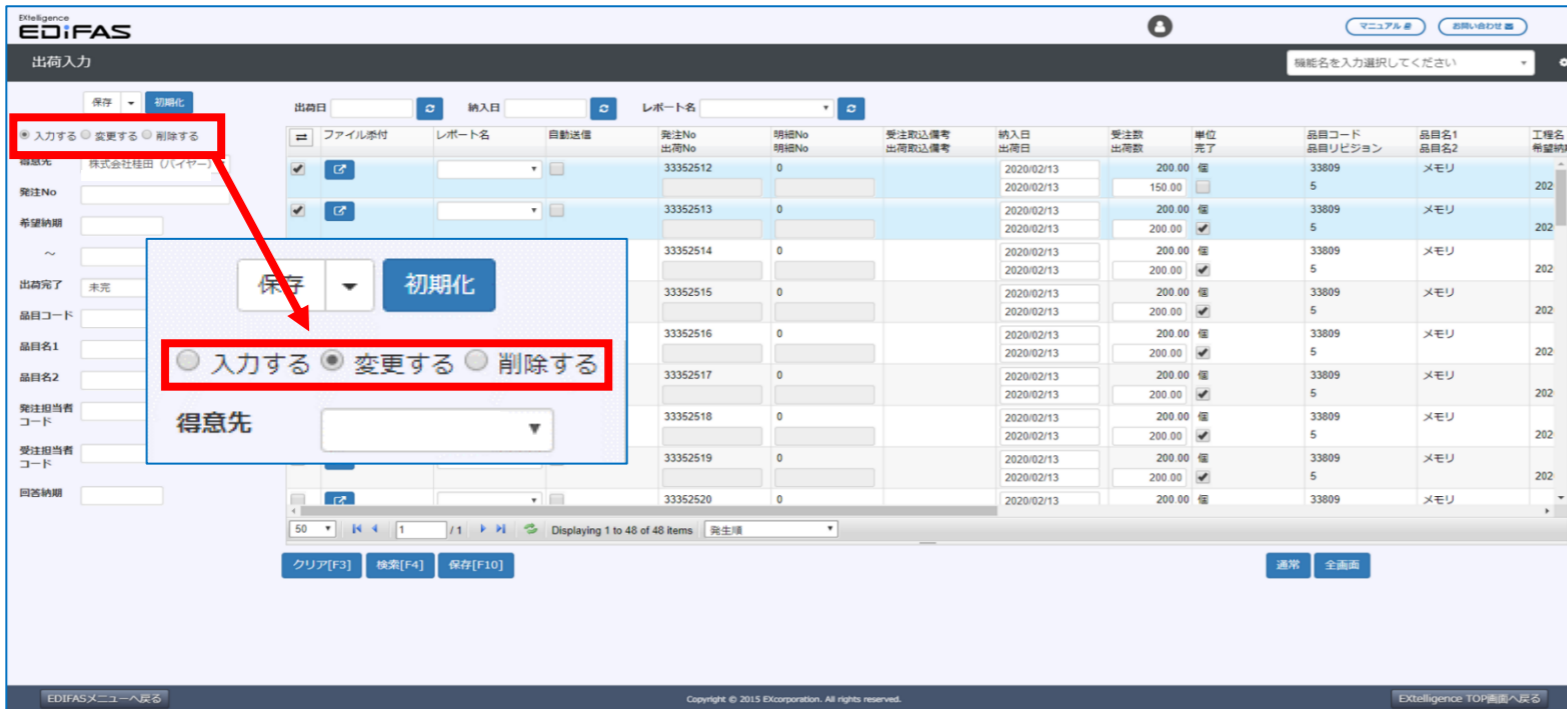 EXtelligence
EDiFAS
マニュアル
お問い合わせ
出荷入力
機能名を入力選択してください
保存
初期化
入力する 変更する 削除する
得意先 株式会社桂田（バイヤー）
発注No
希望納期
～
出荷完了 未完
品目コード
品目名1
品目名2
発注担当者
コード
受注担当者
コード
回答納期
出荷日 納入日 レポート名
ファイル添付 レポート名 自動送信 発注No 明細No 受注取込備考 納入日 受注数 単位 品目コード 品目名1 工程名
出荷No 明細No 出荷取込備考 出荷日 出荷数 完了 品目リビジョン 品目名2 希望納期
33352512 0 2020/02/13 200.00 個 33809 メモリ
2020/02/13 150.00 5 202
33352513 0 2020/02/13 200.00 個 33809 メモリ
2020/02/13 200.00 5 202
33352514 0 2020/02/13 200.00 個 33809 メモリ
2020/02/13 200.00 5 202
33352515 0 2020/02/13 200.00 個 33809 メモリ
2020/02/13 200.00 5 202
33352516 0 2020/02/13 200.00 個 33809 メモリ
2020/02/13 200.00 5 202
33352517 0 2020/02/13 200.00 個 33809 メモリ
2020/02/13 200.00 5 202
33352518 0 2020/02/13 200.00 個 33809 メモリ
2020/02/13 200.00 5 202
33352519 0 2020/02/13 200.00 個 33809 メモリ
2020/02/13 200.00 5 202
33352520 0 2020/02/13 200.00 個 33809 メモリ
保存 初期化
入力する 変更する 削除する
得意先
50 1 / 1 Displaying 1 to 48 of 48 items 発生順
クリア[F3] 検索[F4] 保存[F10] 通常 全画面
EDIFASメニューへ戻る
Copyright © 2015 EXcorporation. All rights reserved.
EXtelligence TOP画面へ戻る